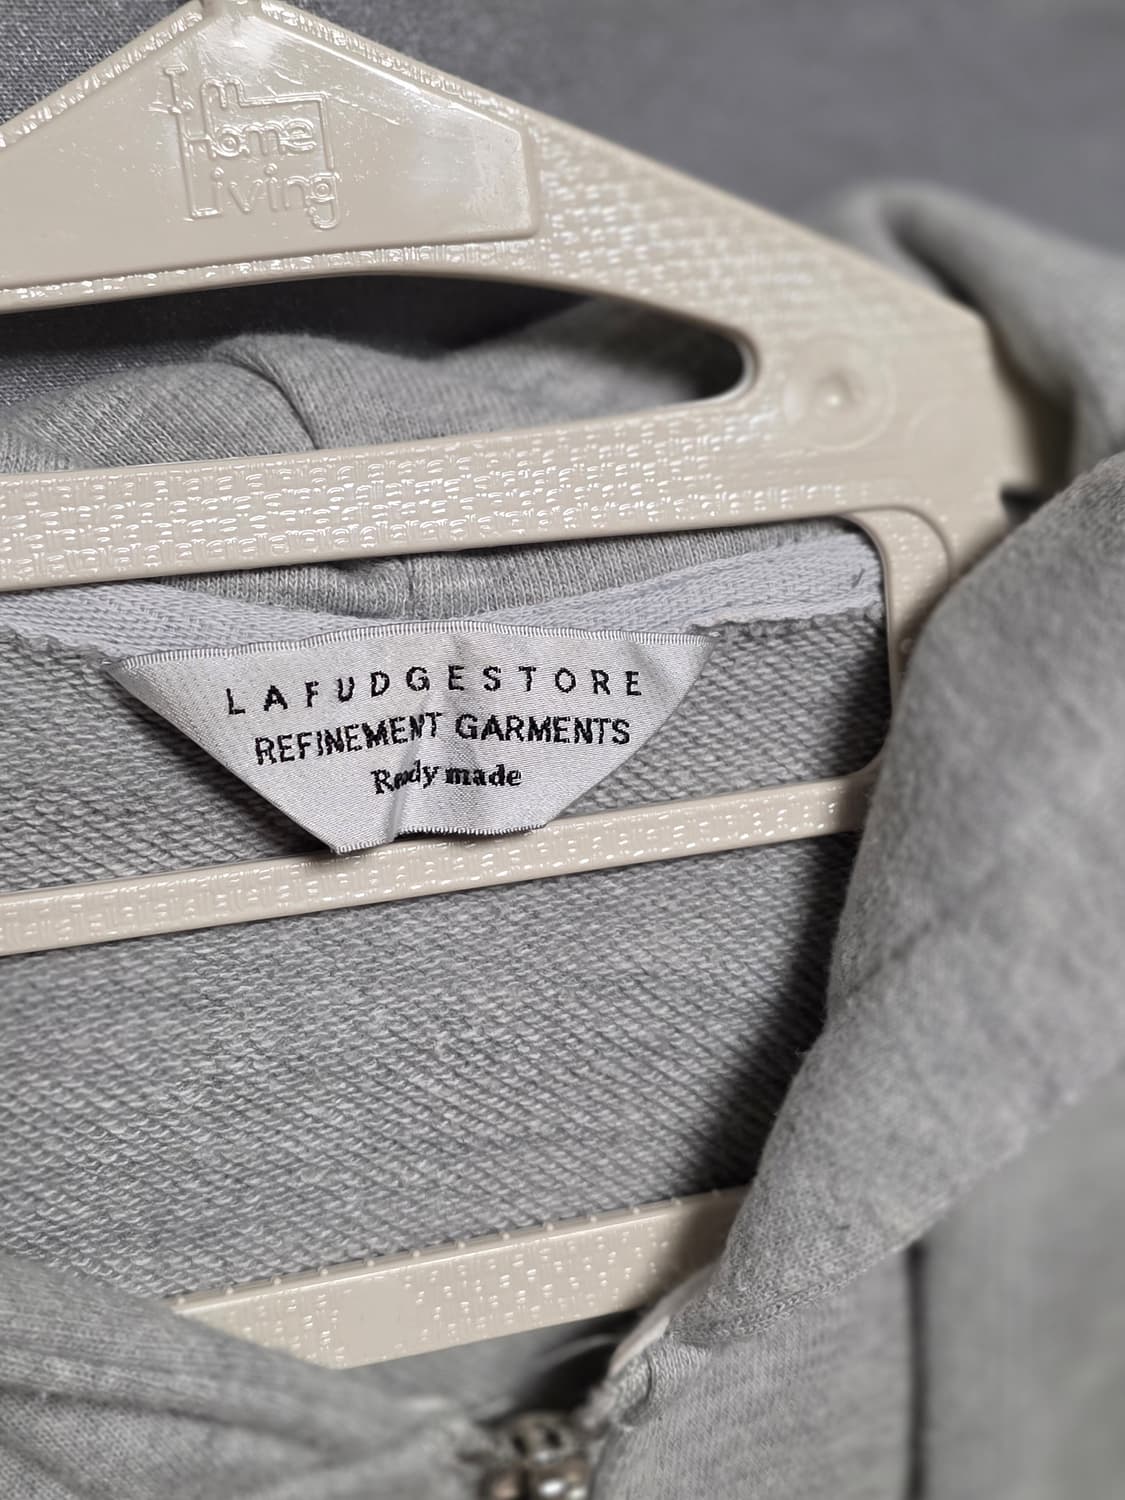 I'm
Home
Living
LAFUDGESTORE
REFINEMENT GARMENTS
Ready made